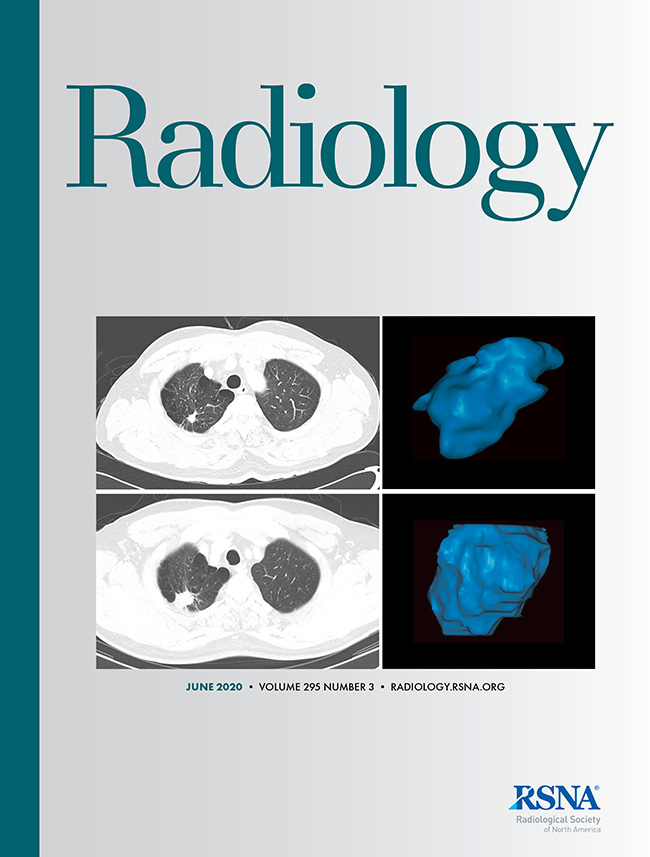 Radiology
JUNE 2020 • VOLUME 295 NUMBER 3 • RADIOLOGY.RSNA.ORG
RSNA®
Radiological Society
of North America